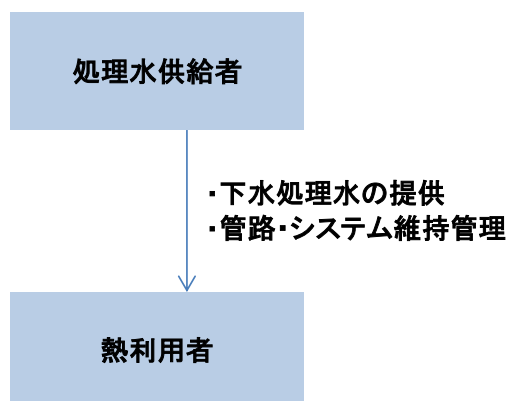 処理水供給者
・下水処理水の提供
・管路・システム維持管理
熱利用者